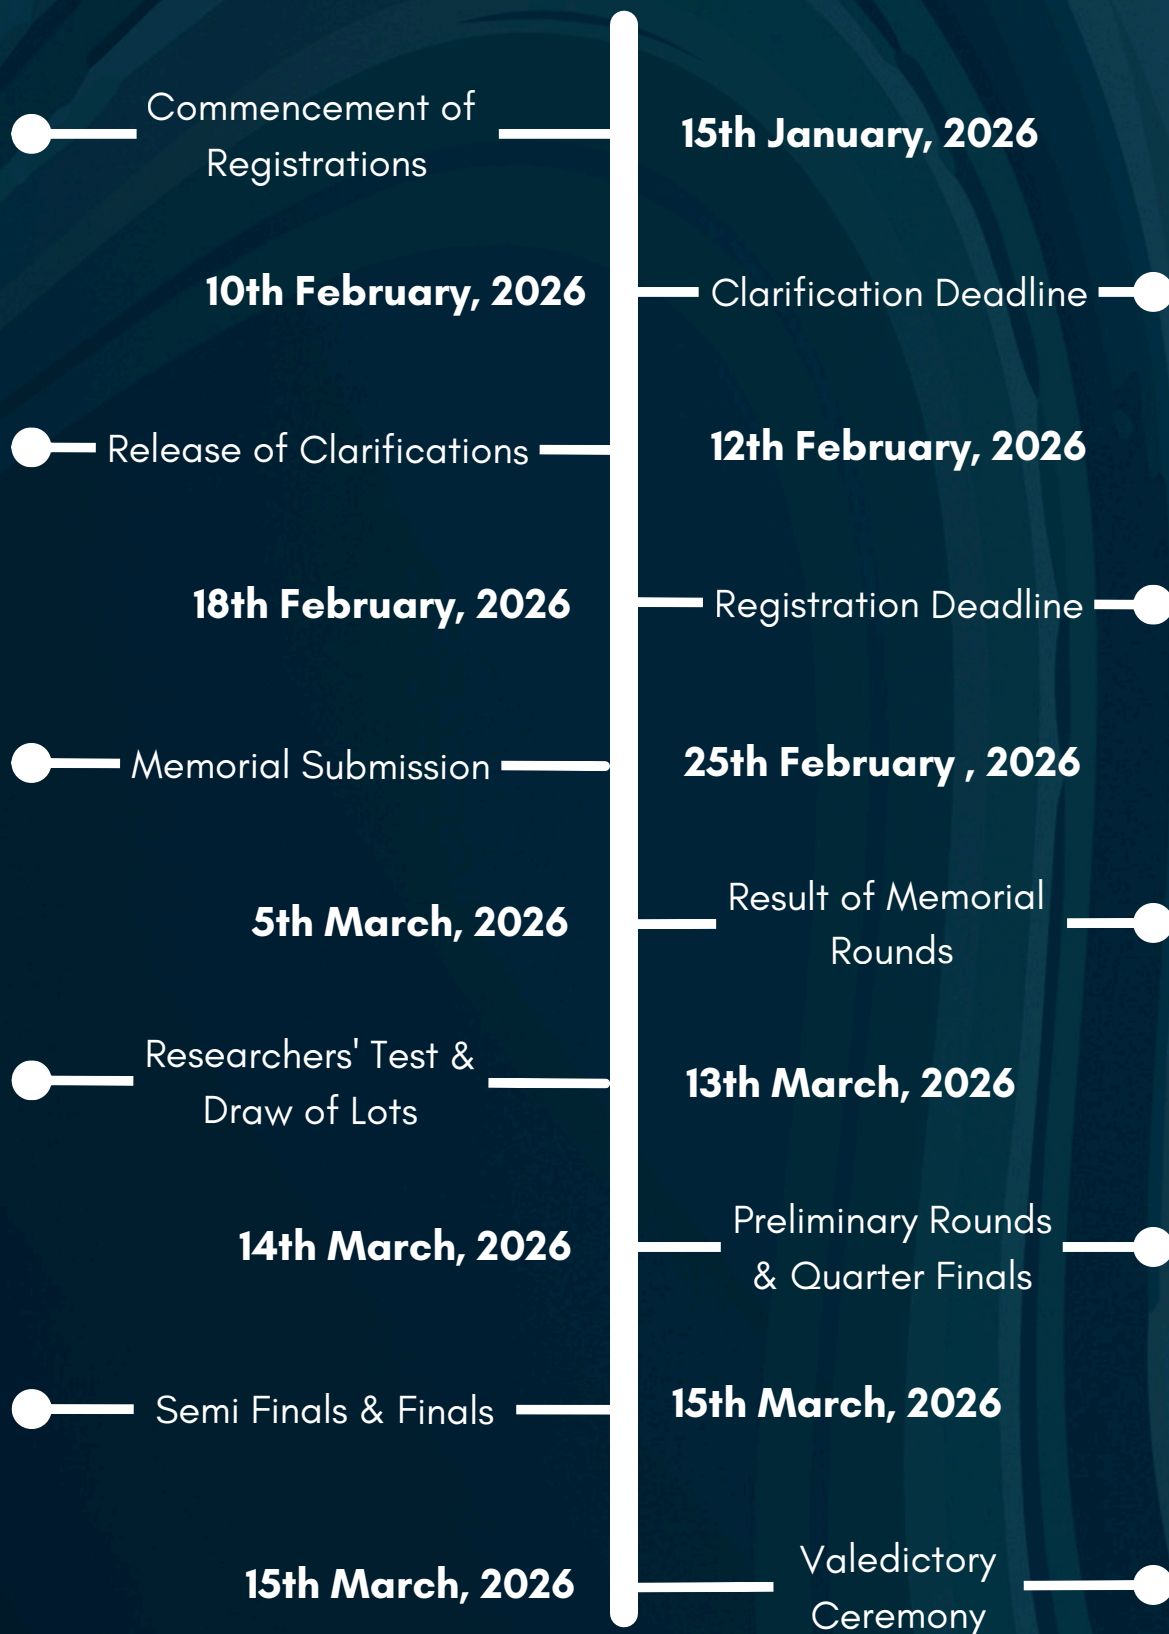 Commencement of
Registrations
15th January, 2026
10th February, 2026
Clarification Deadline
Release of Clarifications
12th February, 2026
18th February, 2026
Registration Deadline
Memorial Submission
25th February , 2026
5th March, 2026
Result of Memorial
Rounds
Researchers' Test &
Draw of Lots
13th March, 2026
14th March, 2026
Preliminary Rounds
& Quarter Finals
Semi Finals & Finals
15th March, 2026
15th March, 2026
Valedictory
Ceremony